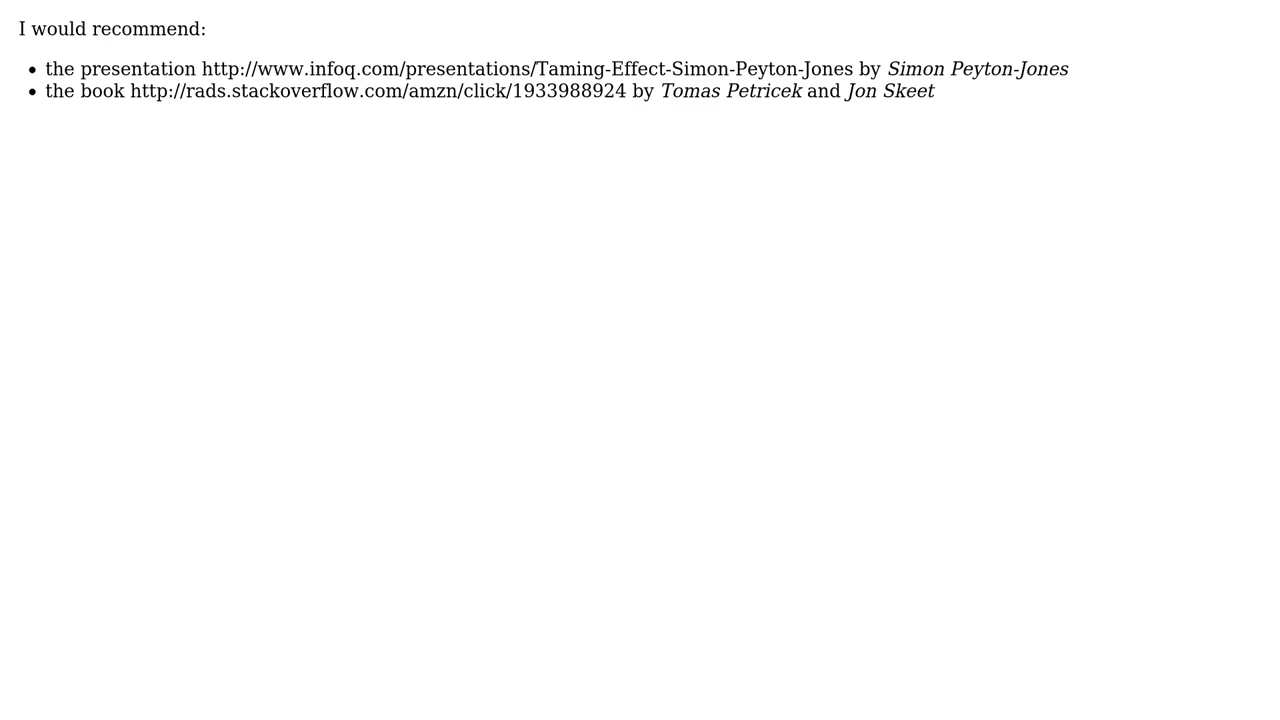 I would recommend:
• the presentation http://www.infoq.com/presentations/Taming-Effect-Simon-Peyton-Jones by Simon Peyton-Jones
• the book http://rads.stackoverflow.com/amzn/click/1933988924 by Tomas Petricek and Jon Skeet